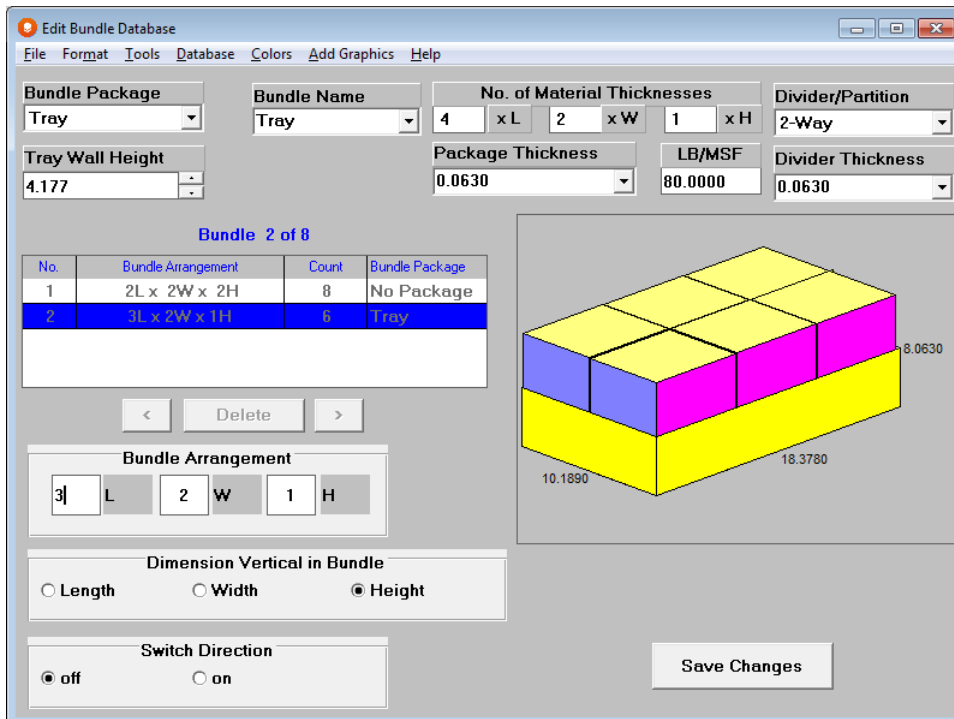 Edit Bundle Database
File Format Tools Database Colors Add Graphics Help
Bundle Package
Tray
Bundle Name
Tray
No. of Material Thicknesses
4 x L 2 x W 1 x H
Divider/Partition
2-Way
Tray Wall Height
4.177
Package Thickness
0.0630
LB/MSF
80.0000
Divider Thickness
0.0630
Bundle 2 of 8
No. Bundle Arrangement Count Bundle Package
1 2L x 2W x 2H 8 No Package
2 3L x 2W x 1H 6 Tray
8.0630
18.3780
10.1890
< Delete >
Bundle Arrangement
3 L 2 W 1 H
Dimension Vertical in Bundle
Length Width Height
Switch Direction
off on
Save Changes